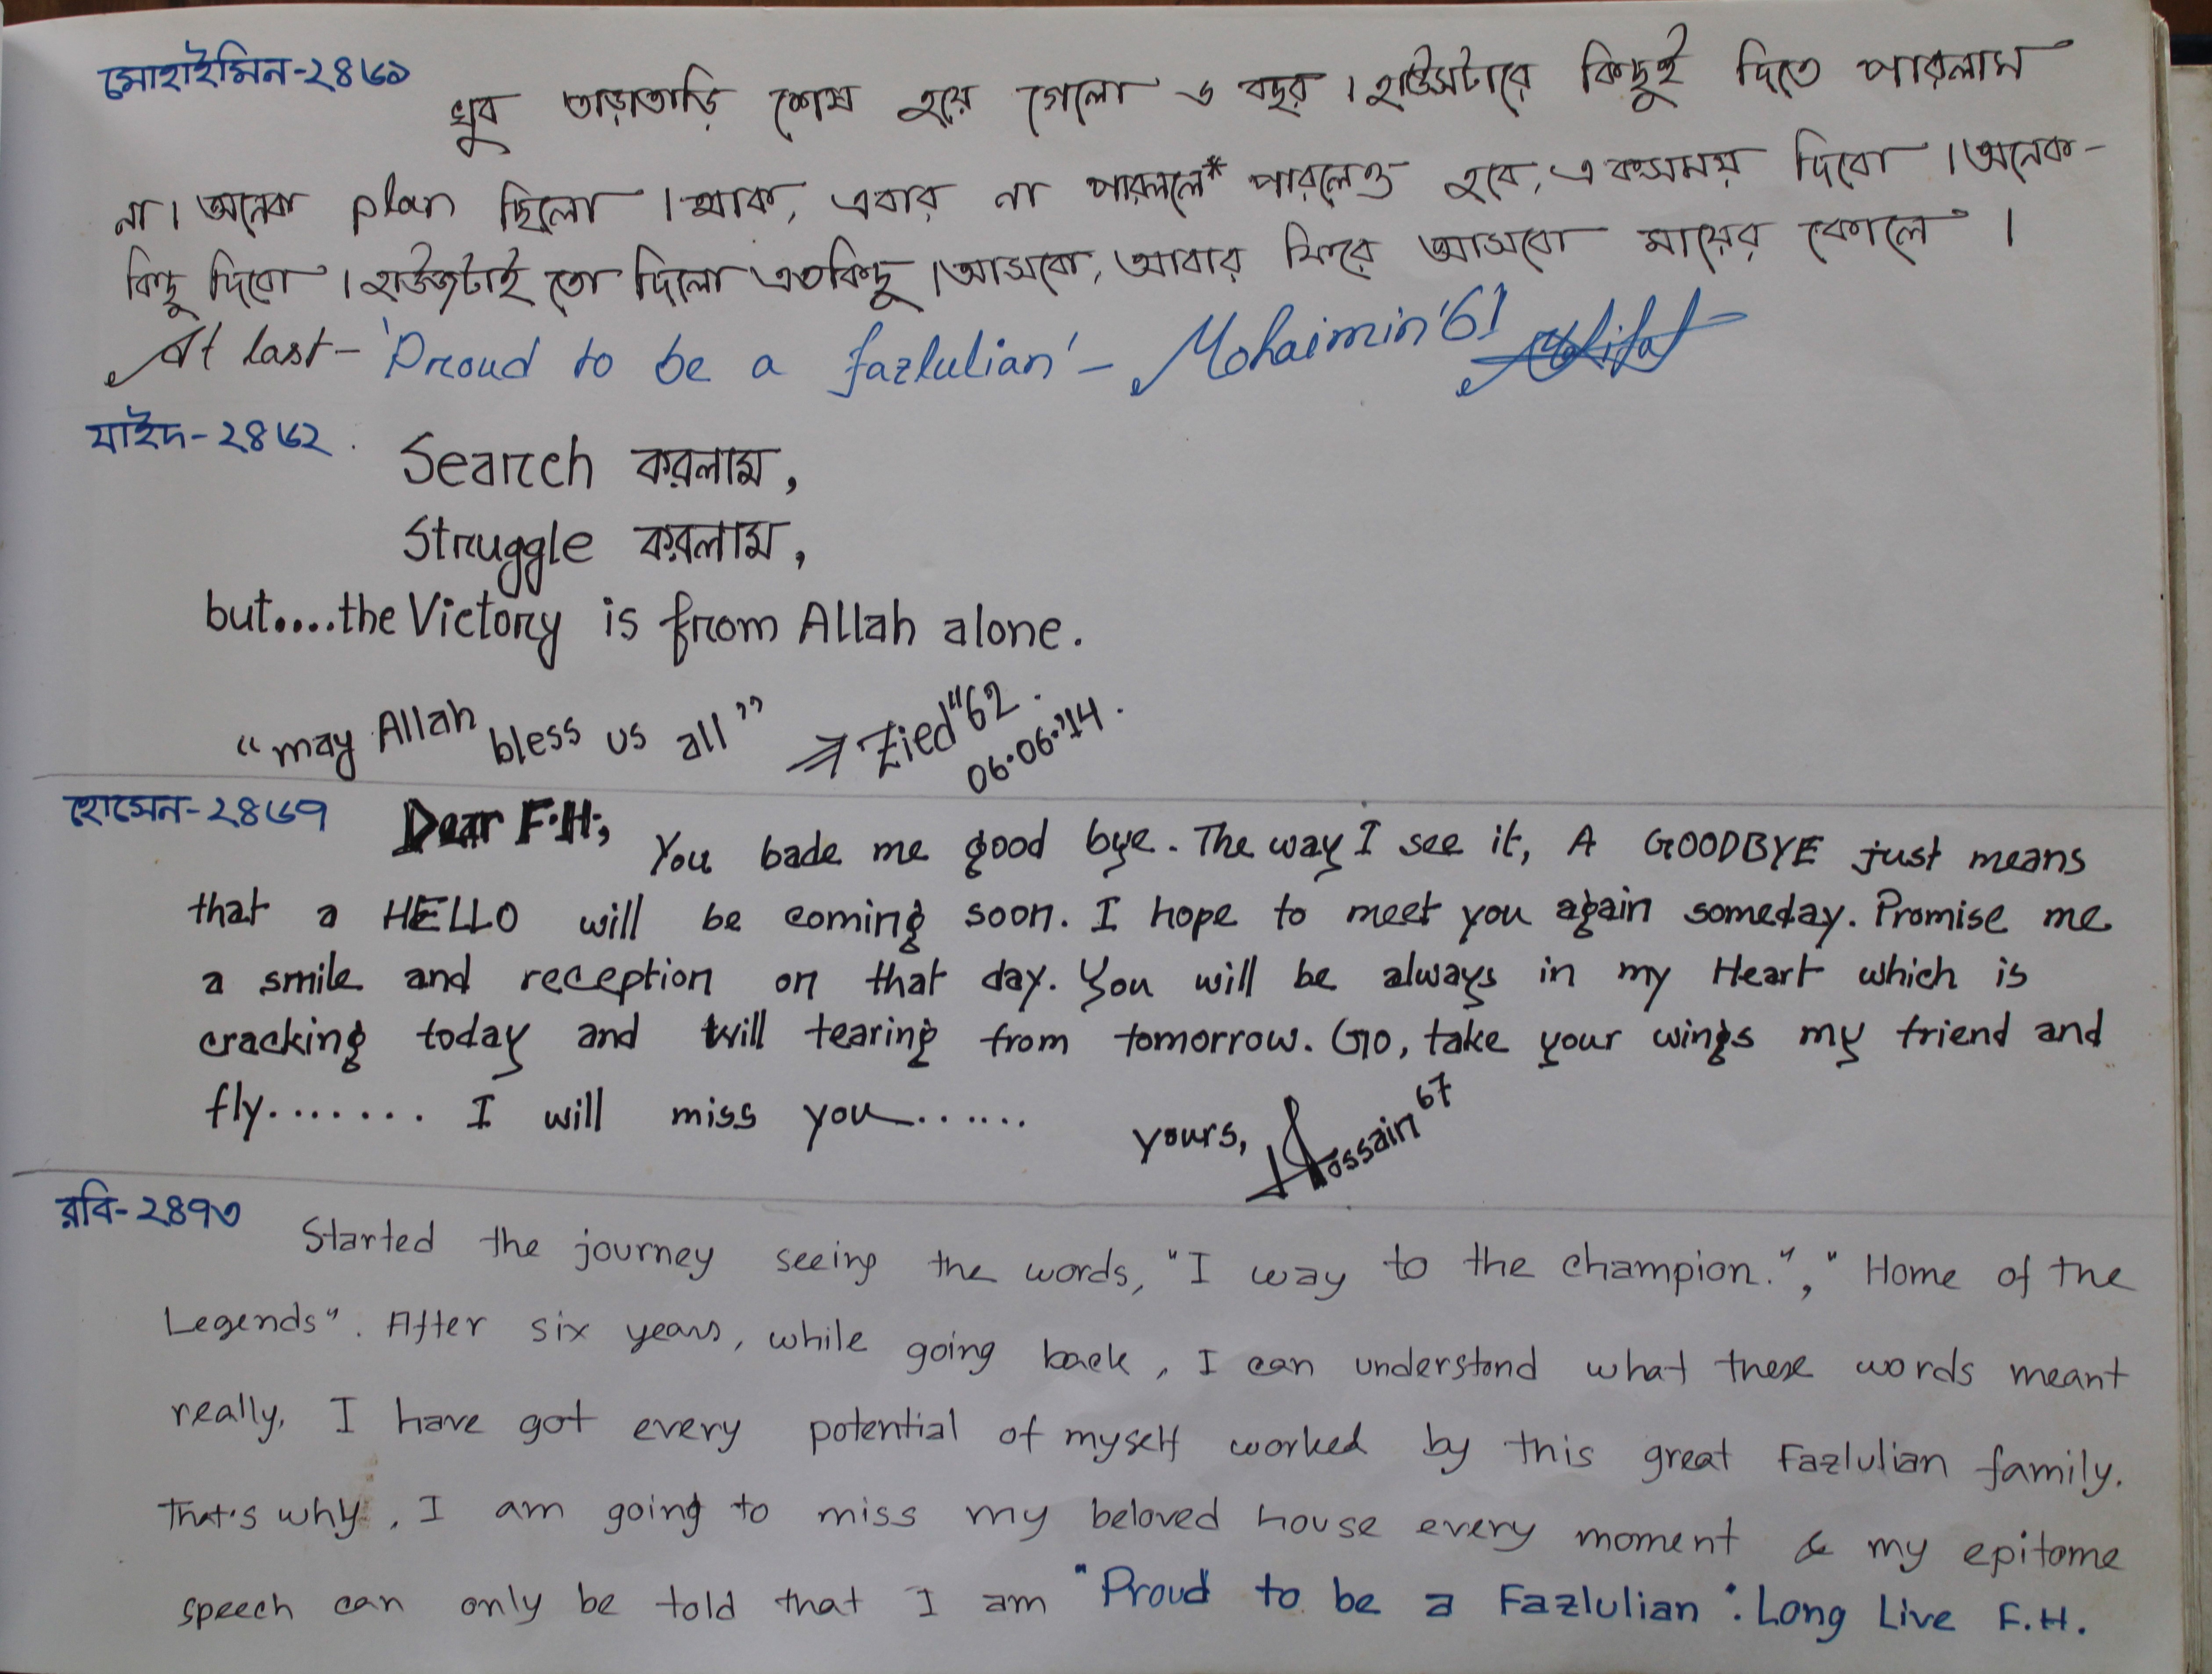 মোহাইমিন-২৪৬১
খুব তাড়াতাড়ি শেষ হয়ে গেলো ৬ বছর । হাউসটারে কিছুই দিতে পারলাম
না। অনেক plan ছিলো । থাক, এবার না পারললে* পারলেও হবে, একসময় দিবো । অনেক-
কিছু দিবো । হাউজটাই তো দিলো এতকিছু । আসবো, আবার ফিরে আসবো মায়ের কোলে ।
At last- 'Proud to be a fazlulian' - Mohaimin '61
যাইদ-২৪৬২.
Search করলাম,
Struggle করলাম,
but....the Victory is from Allah alone.
"may Allah bless us all" ⇒ Zied"62.
06.06.'14.
হোসেন-২৪৬৭
Dear F.H.,
You bade me good bye. The way I see it, A GOODBYE just means
that a HELLO will be coming soon. I hope to meet you again someday. Promise me
a smile and reception on that day. You will be always in my Heart which is
cracking today and will tearing from tomorrow. Go, take your wings my friend and
fly....... I will miss you......
yours, Hossain 67
রবি-২৪৭৩
Started the journey seeing the words, "I way to the champion.", "Home of the
Legends". After six years, while going back, I can understand what these words meant
really. I have got every potential of myself worked by this great Fazlulian family.
That's why, I am going to miss my beloved house every moment & my epitome
speech can only be told that I am "Proud to be a Fazlulian". Long Live F.H.